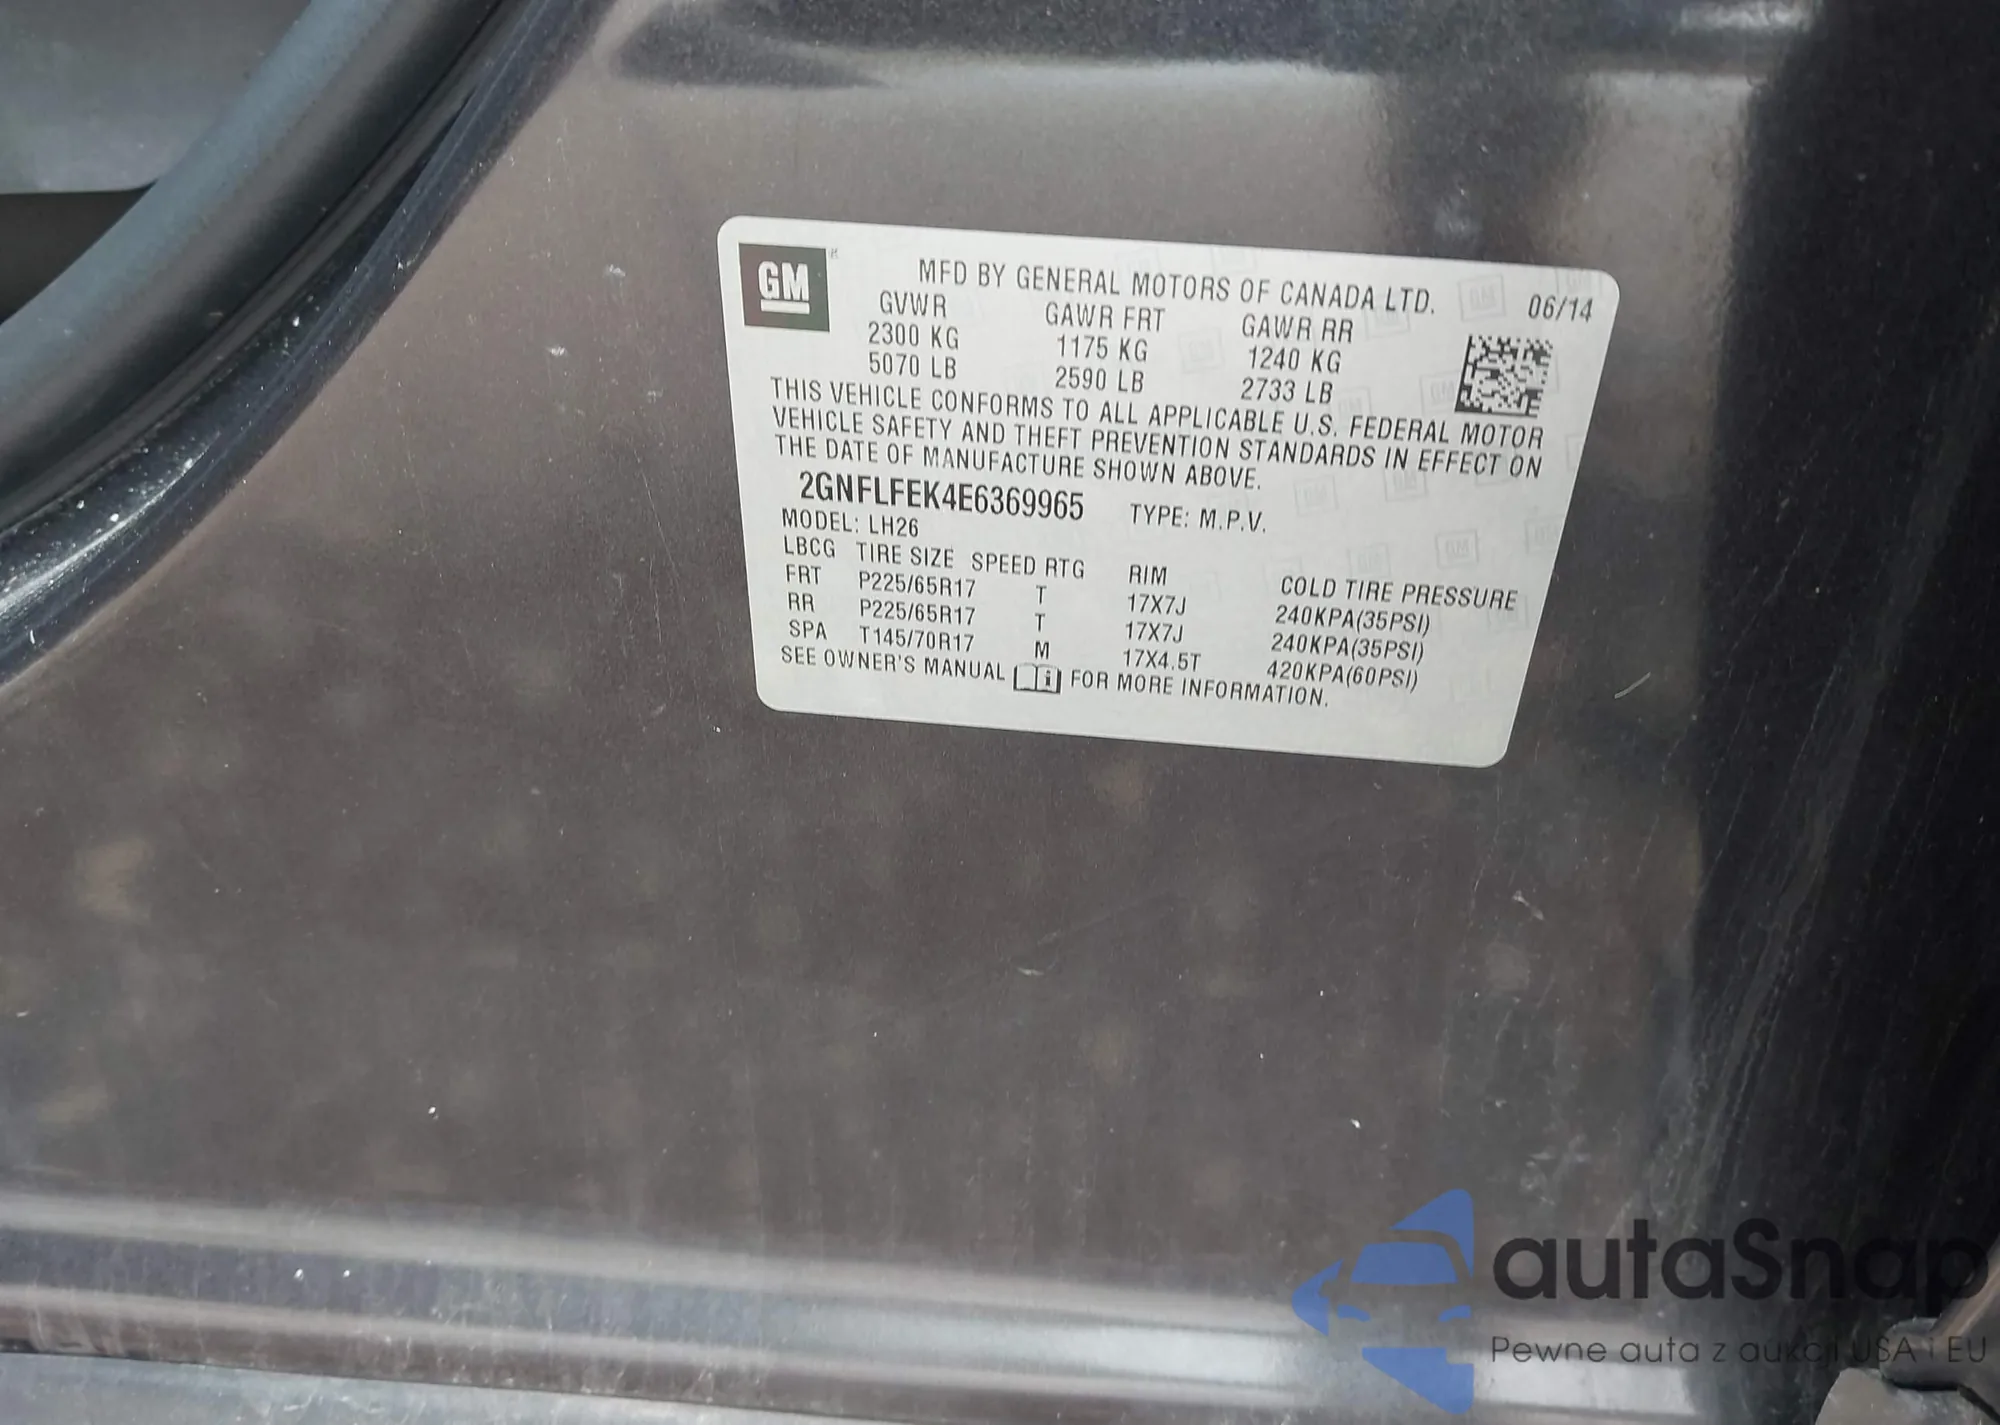 GM
MFD BY GENERAL MOTORS OF CANADA LTD. 06/14
GVWR GAWR FRT GAWR RR
2300 KG 1175 KG 1240 KG
5070 LB 2590 LB 2733 LB
THIS VEHICLE CONFORMS TO ALL APPLICABLE U.S. FEDERAL MOTOR
VEHICLE SAFETY AND THEFT PREVENTION STANDARDS IN EFFECT ON
THE DATE OF MANUFACTURE SHOWN ABOVE.
2GNFLFEK4E6369965 TYPE: M.P.V.
MODEL: LH26
LBCG TIRE SIZE SPEED RTG RIM COLD TIRE PRESSURE
FRT P225/65R17 T 17X7J 240KPA(35PSI)
RR P225/65R17 T 17X7J 240KPA(35PSI)
SPA T145/70R17 M 17X4.5T 420KPA(60PSI)
SEE OWNER'S MANUAL FOR MORE INFORMATION.
autaSnap
Pewne auta z aukcji USA i EU